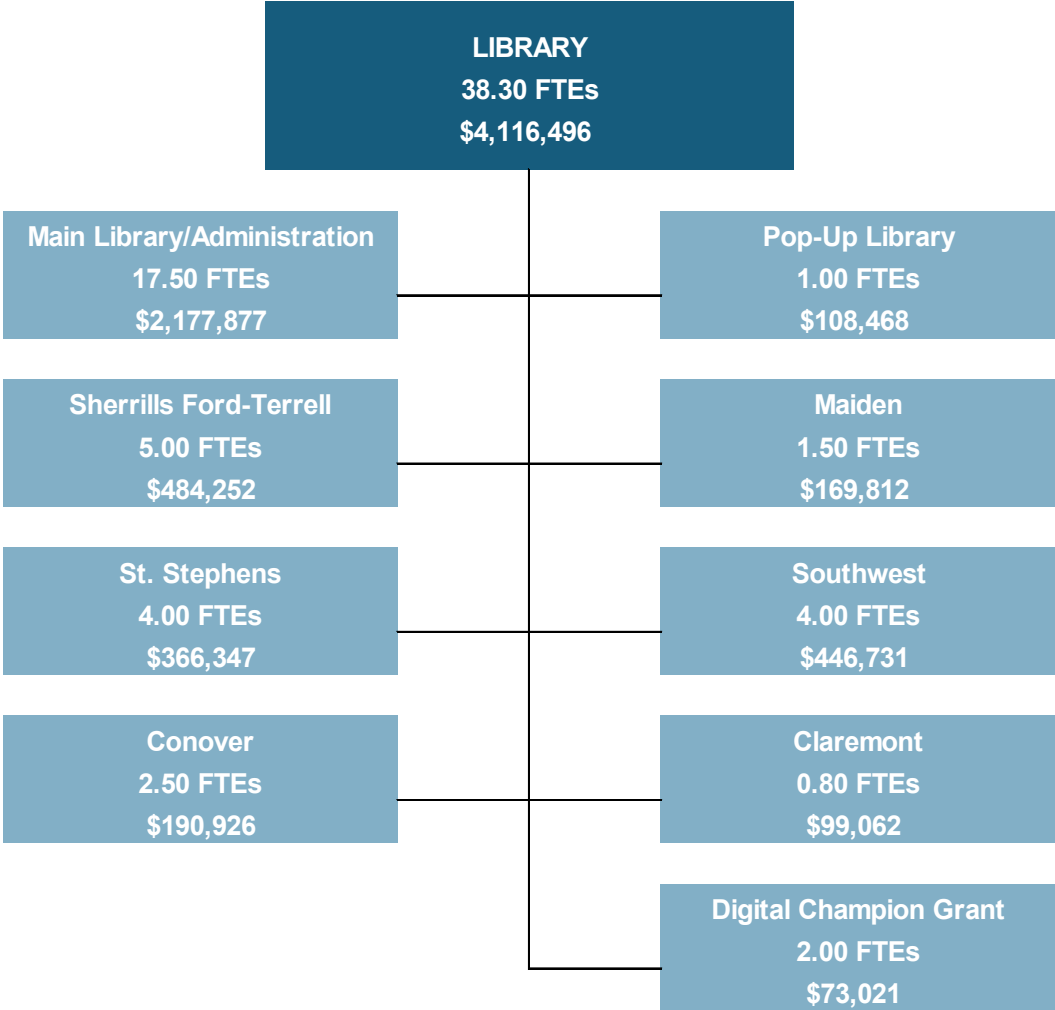 LIBRARY
38.30 FTEs
$4,116,496
Main Library/Administration
17.50 FTEs
$2,177,877
Pop-Up Library
1.00 FTEs
$108,468
Sherrills Ford-Terrell
5.00 FTEs
$484,252
Maiden
1.50 FTEs
$169,812
St. Stephens
4.00 FTEs
$366,347
Southwest
4.00 FTEs
$446,731
Conover
2.50 FTEs
$190,926
Claremont
0.80 FTEs
$99,062
Digital Champion Grant
2.00 FTEs
$73,021